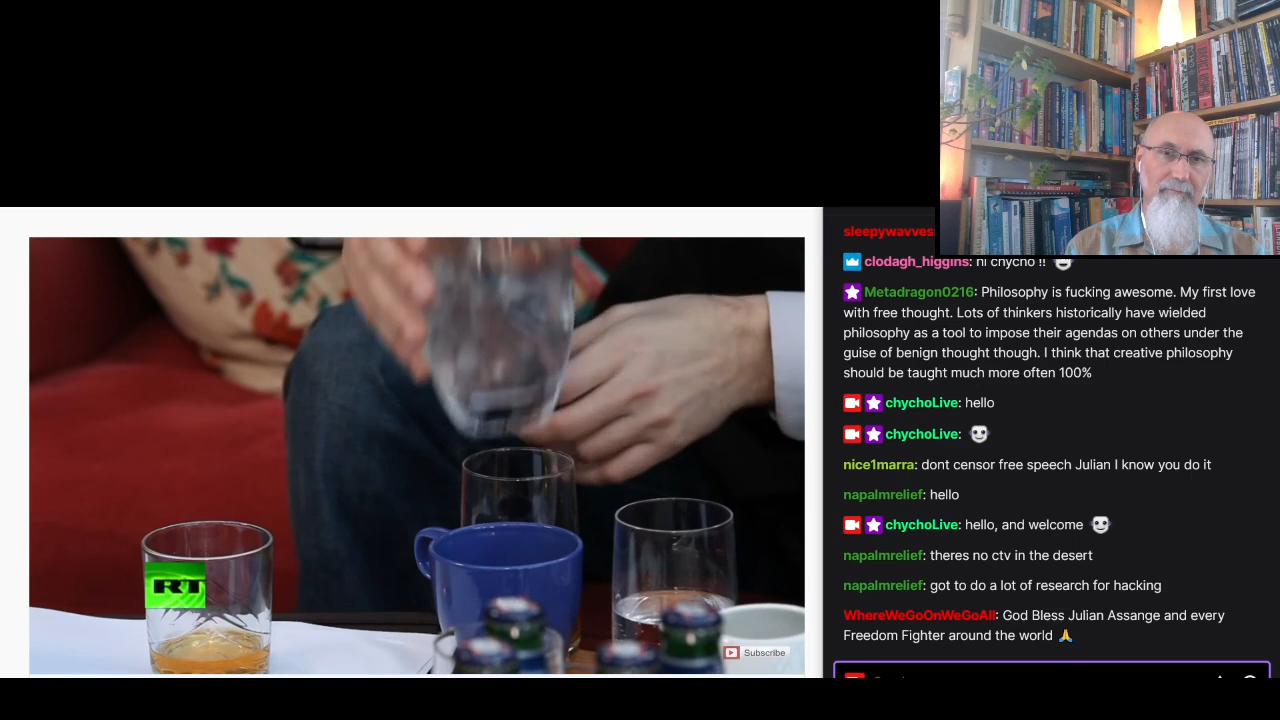 sleepywavves
clodagh_higgins: hi chycho !!
Metadragon0216: Philosophy is fucking awesome. My first love
with free thought. Lots of thinkers historically have wielded
philosophy as a tool to impose their agendas on others under the
guise of benign thought though. I think that creative philosophy
should be taught much more often 100%
chychoLive: hello
chychoLive:
nice1marra: dont censor free speech Julian I know you do it
napalmrelief: hello
chychoLive: hello, and welcome
napalmrelief: theres no ctv in the desert
napalmrelief: got to do a lot of research for hacking
WhereWeGoOnWeGoAll: God Bless Julian Assange and every
Freedom Fighter around the world 🙏
RT
Subscribe